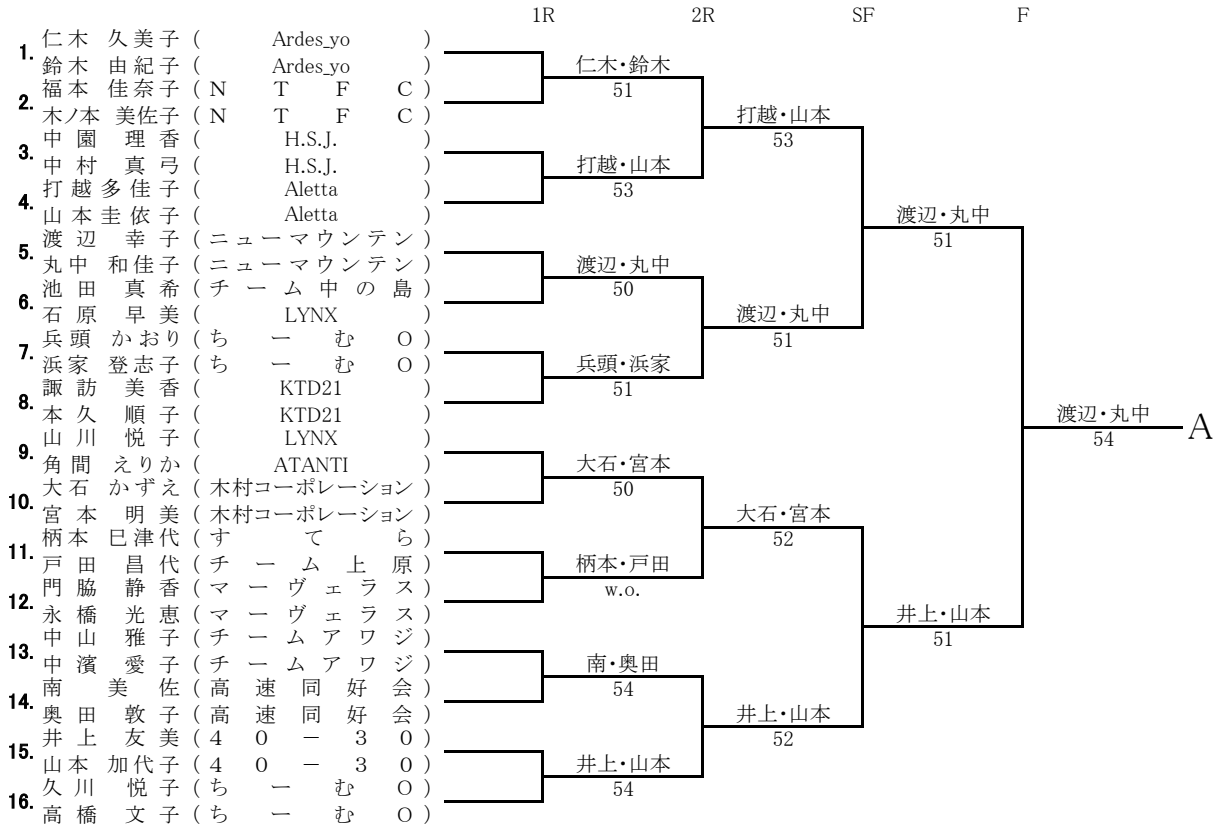 1R 2R SF F
1. 仁木 久美子 ( Ardes_yo )
鈴木 由紀子 ( Ardes_yo )
2. 福本 佳奈子 ( N T F C )
木ノ本 美佐子 ( N T F C )
3. 中園 理香 ( H.S.J. )
中村 真弓 ( H.S.J. )
4. 打越多佳子 ( Aletta )
山本圭依子 ( Aletta )
5. 渡辺 幸子 ( ニューマウンテン )
丸中 和佳子 ( ニューマウンテン )
6. 池田 真希 ( チーム中の島 )
石原 早美 ( LYNX )
7. 兵頭 かおり ( ちーむO )
浜家 登志子 ( ちーむO )
8. 諏訪 美香 ( KTD21 )
本久 順子 ( KTD21 )
9. 山川 悦子 ( LYNX )
角間 えりか ( ATANTI )
10. 大石 かずえ ( 木村コーポレーション )
宮本 明美 ( 木村コーポレーション )
11. 柄本 巳津代 ( すてら )
戸田 昌代 ( チーム上原 )
12. 門脇 静香 ( マーヴェラス )
永橋 光恵 ( マーヴェラス )
13. 中山 雅子 ( チームアワジ )
中濱 愛子 ( チームアワジ )
14. 南 美佐 ( 高速同好会 )
奥田 敦子 ( 高速同好会 )
15. 井上 友美 ( 40－30 )
山本 加代子 ( 40－30 )
16. 久川 悦子 ( ちーむO )
高橋 文子 ( ちーむO )
仁木・鈴木
51
打越・山本
53
渡辺・丸中
50
兵頭・浜家
51
大石・宮本
50
柄本・戸田
w.o.
南・奥田
54
井上・山本
54
打越・山本
53
渡辺・丸中
51
大石・宮本
52
井上・山本
52
渡辺・丸中
51
井上・山本
51
渡辺・丸中
54
A